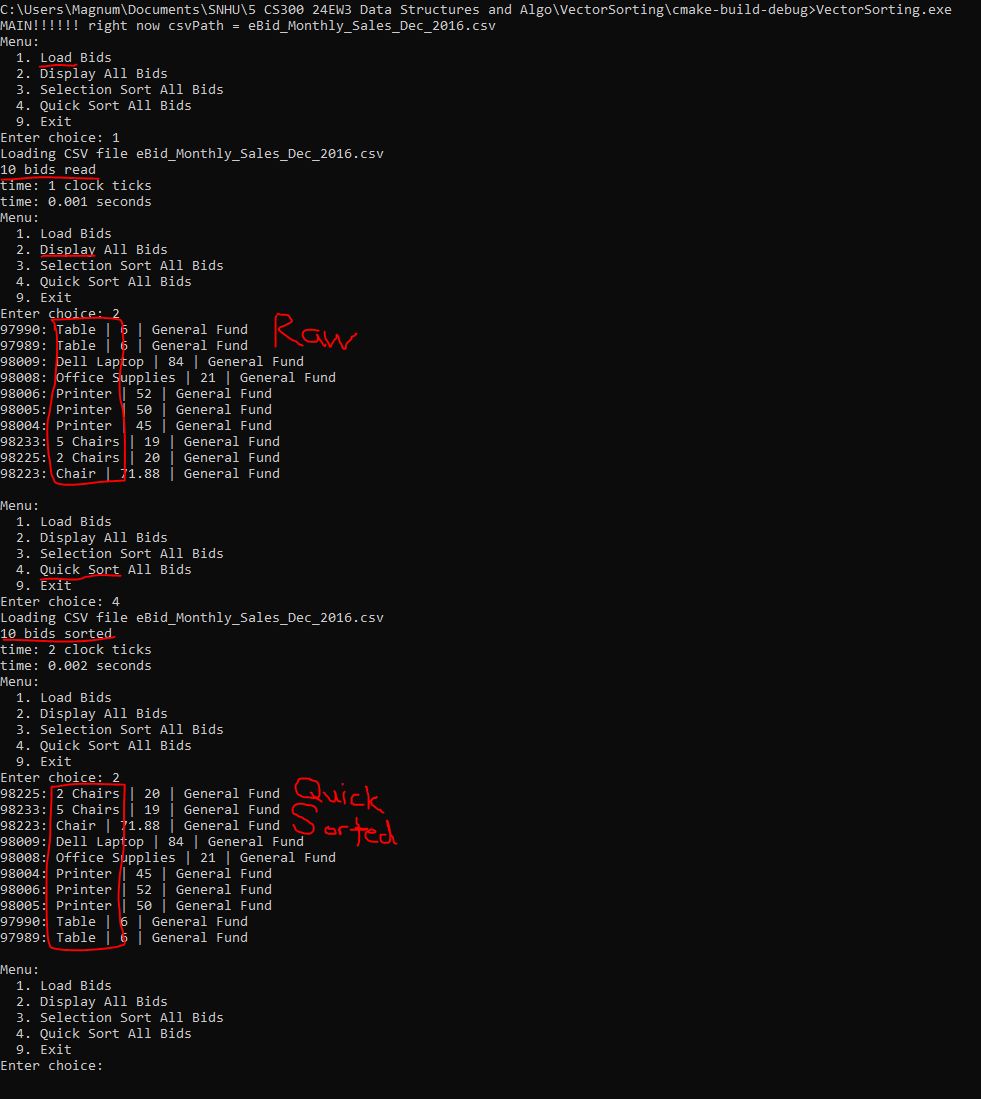 C:\Users\Magnum\Documents\SNHU\5 CS300 24EW3 Data Structures and Algo\VectorSorting\cmake-build-debug>VectorSorting.exe
MAIN!!!!!! right now csvPath = eBid_Monthly_Sales_Dec_2016.csv
Menu:
  1. Load Bids
  2. Display All Bids
  3. Selection Sort All Bids
  4. Quick Sort All Bids
  9. Exit
Enter choice: 1
Loading CSV file eBid_Monthly_Sales_Dec_2016.csv
10 bids read
time: 1 clock ticks
time: 0.001 seconds
Menu:
  1. Load Bids
  2. Display All Bids
  3. Selection Sort All Bids
  4. Quick Sort All Bids
  9. Exit
Enter choice: 2
97990: Table | 6 | General Fund
Raw
97989: Table | 6 | General Fund
98009: Dell Laptop | 84 | General Fund
98008: Office Supplies | 21 | General Fund
98006: Printer | 52 | General Fund
98005: Printer | 50 | General Fund
98004: Printer | 45 | General Fund
98233: 5 Chairs | 19 | General Fund
98225: 2 Chairs | 20 | General Fund
98223: Chair | 71.88 | General Fund
Menu:
  1. Load Bids
  2. Display All Bids
  3. Selection Sort All Bids
  4. Quick Sort All Bids
  9. Exit
Enter choice: 4
Loading CSV file eBid_Monthly_Sales_Dec_2016.csv
10 bids sorted
time: 2 clock ticks
time: 0.002 seconds
Menu:
  1. Load Bids
  2. Display All Bids
  3. Selection Sort All Bids
  4. Quick Sort All Bids
  9. Exit
Enter choice: 2
98225: 2 Chairs | 20 | General Fund
Quick
98233: 5 Chairs | 19 | General Fund
98223: Chair | 71.88 | General Fund
Sorted
98009: Dell Laptop | 84 | General Fund
98008: Office Supplies | 21 | General Fund
98004: Printer | 45 | General Fund
98006: Printer | 52 | General Fund
98005: Printer | 50 | General Fund
97990: Table | 6 | General Fund
97989: Table | 6 | General Fund
Menu:
  1. Load Bids
  2. Display All Bids
  3. Selection Sort All Bids
  4. Quick Sort All Bids
  9. Exit
Enter choice: